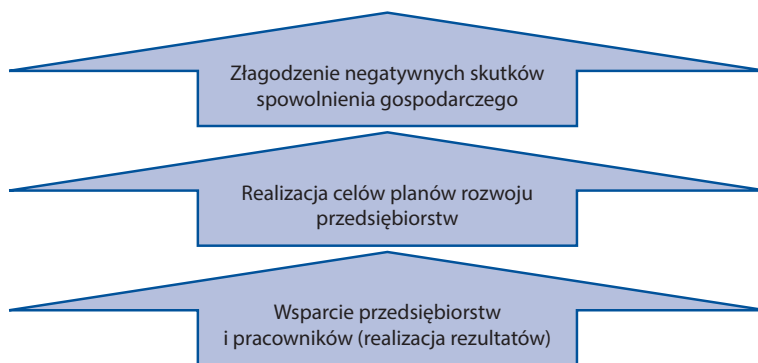 Złagodzenie negatywnych skutków
spowolnienia gospodarczego
Realizacja celów planów rozwoju
przedsiębiorstw
Wsparcie przedsiębiorstw
i pracowników (realizacja rezultatów)